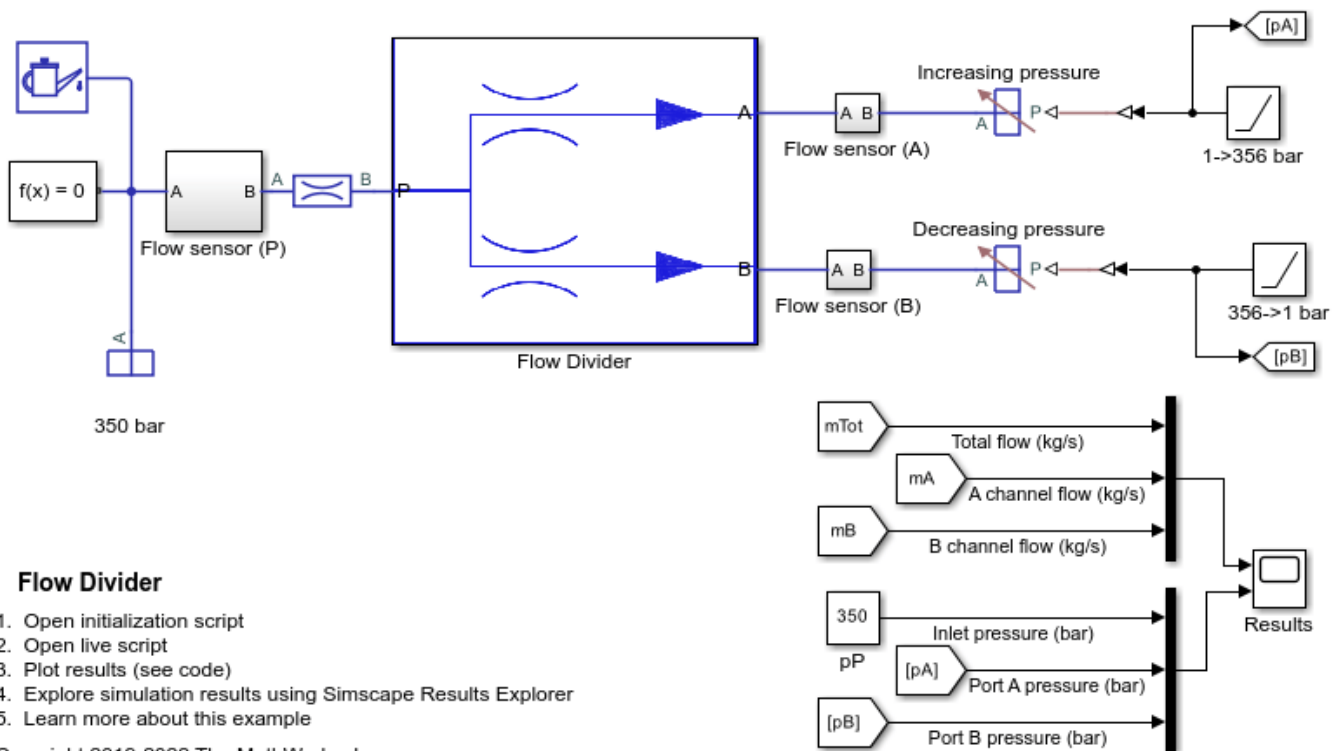 [pA]
Increasing pressure
A
A B
A
P
1->356 bar
Flow sensor (A)
f(x) = 0
A
B
A
B
P
Flow sensor (P)
Decreasing pressure
B
A B
A
P
356->1 bar
Flow sensor (B)
A
[pB]
Flow Divider
350 bar
mTot
Total flow (kg/s)
mA
A channel flow (kg/s)
mB
B channel flow (kg/s)
Flow Divider
1. Open initialization script
2. Open live script
3. Plot results (see code)
4. Explore simulation results using Simscape Results Explorer
5. Learn more about this example
350
Inlet pressure (bar)
pP
[pA]
Port A pressure (bar)
[pB]
Port B pressure (bar)
Results